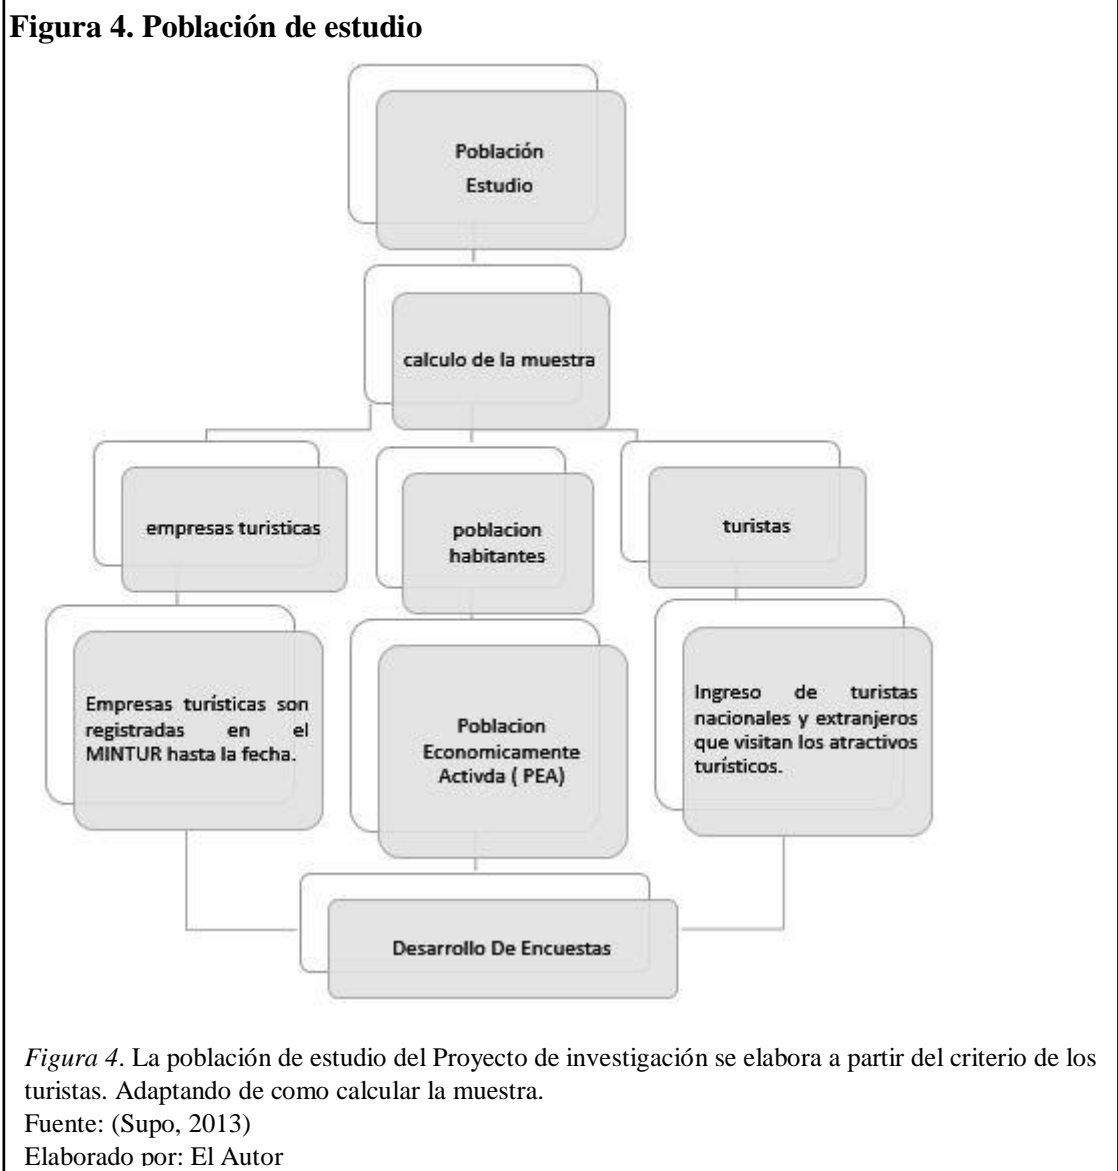 Figura 4. Población de estudio
Población
Estudio
calculo de la muestra
empresas turisticas
poblacion
habitantes
turistas
Empresas turísticas son
registradas en el
MINTUR hasta la fecha.
Poblacion
Economicamente
Activda ( PEA)
Ingreso de turistas
nacionales y extranjeros
que visitan los atractivos
turísticos.
Desarrollo De Encuestas
Figura 4. La población de estudio del Proyecto de investigación se elabora a partir del criterio de los
turistas. Adaptando de como calcular la muestra.
Fuente: (Supo, 2013)
Elaborado por: El Autor